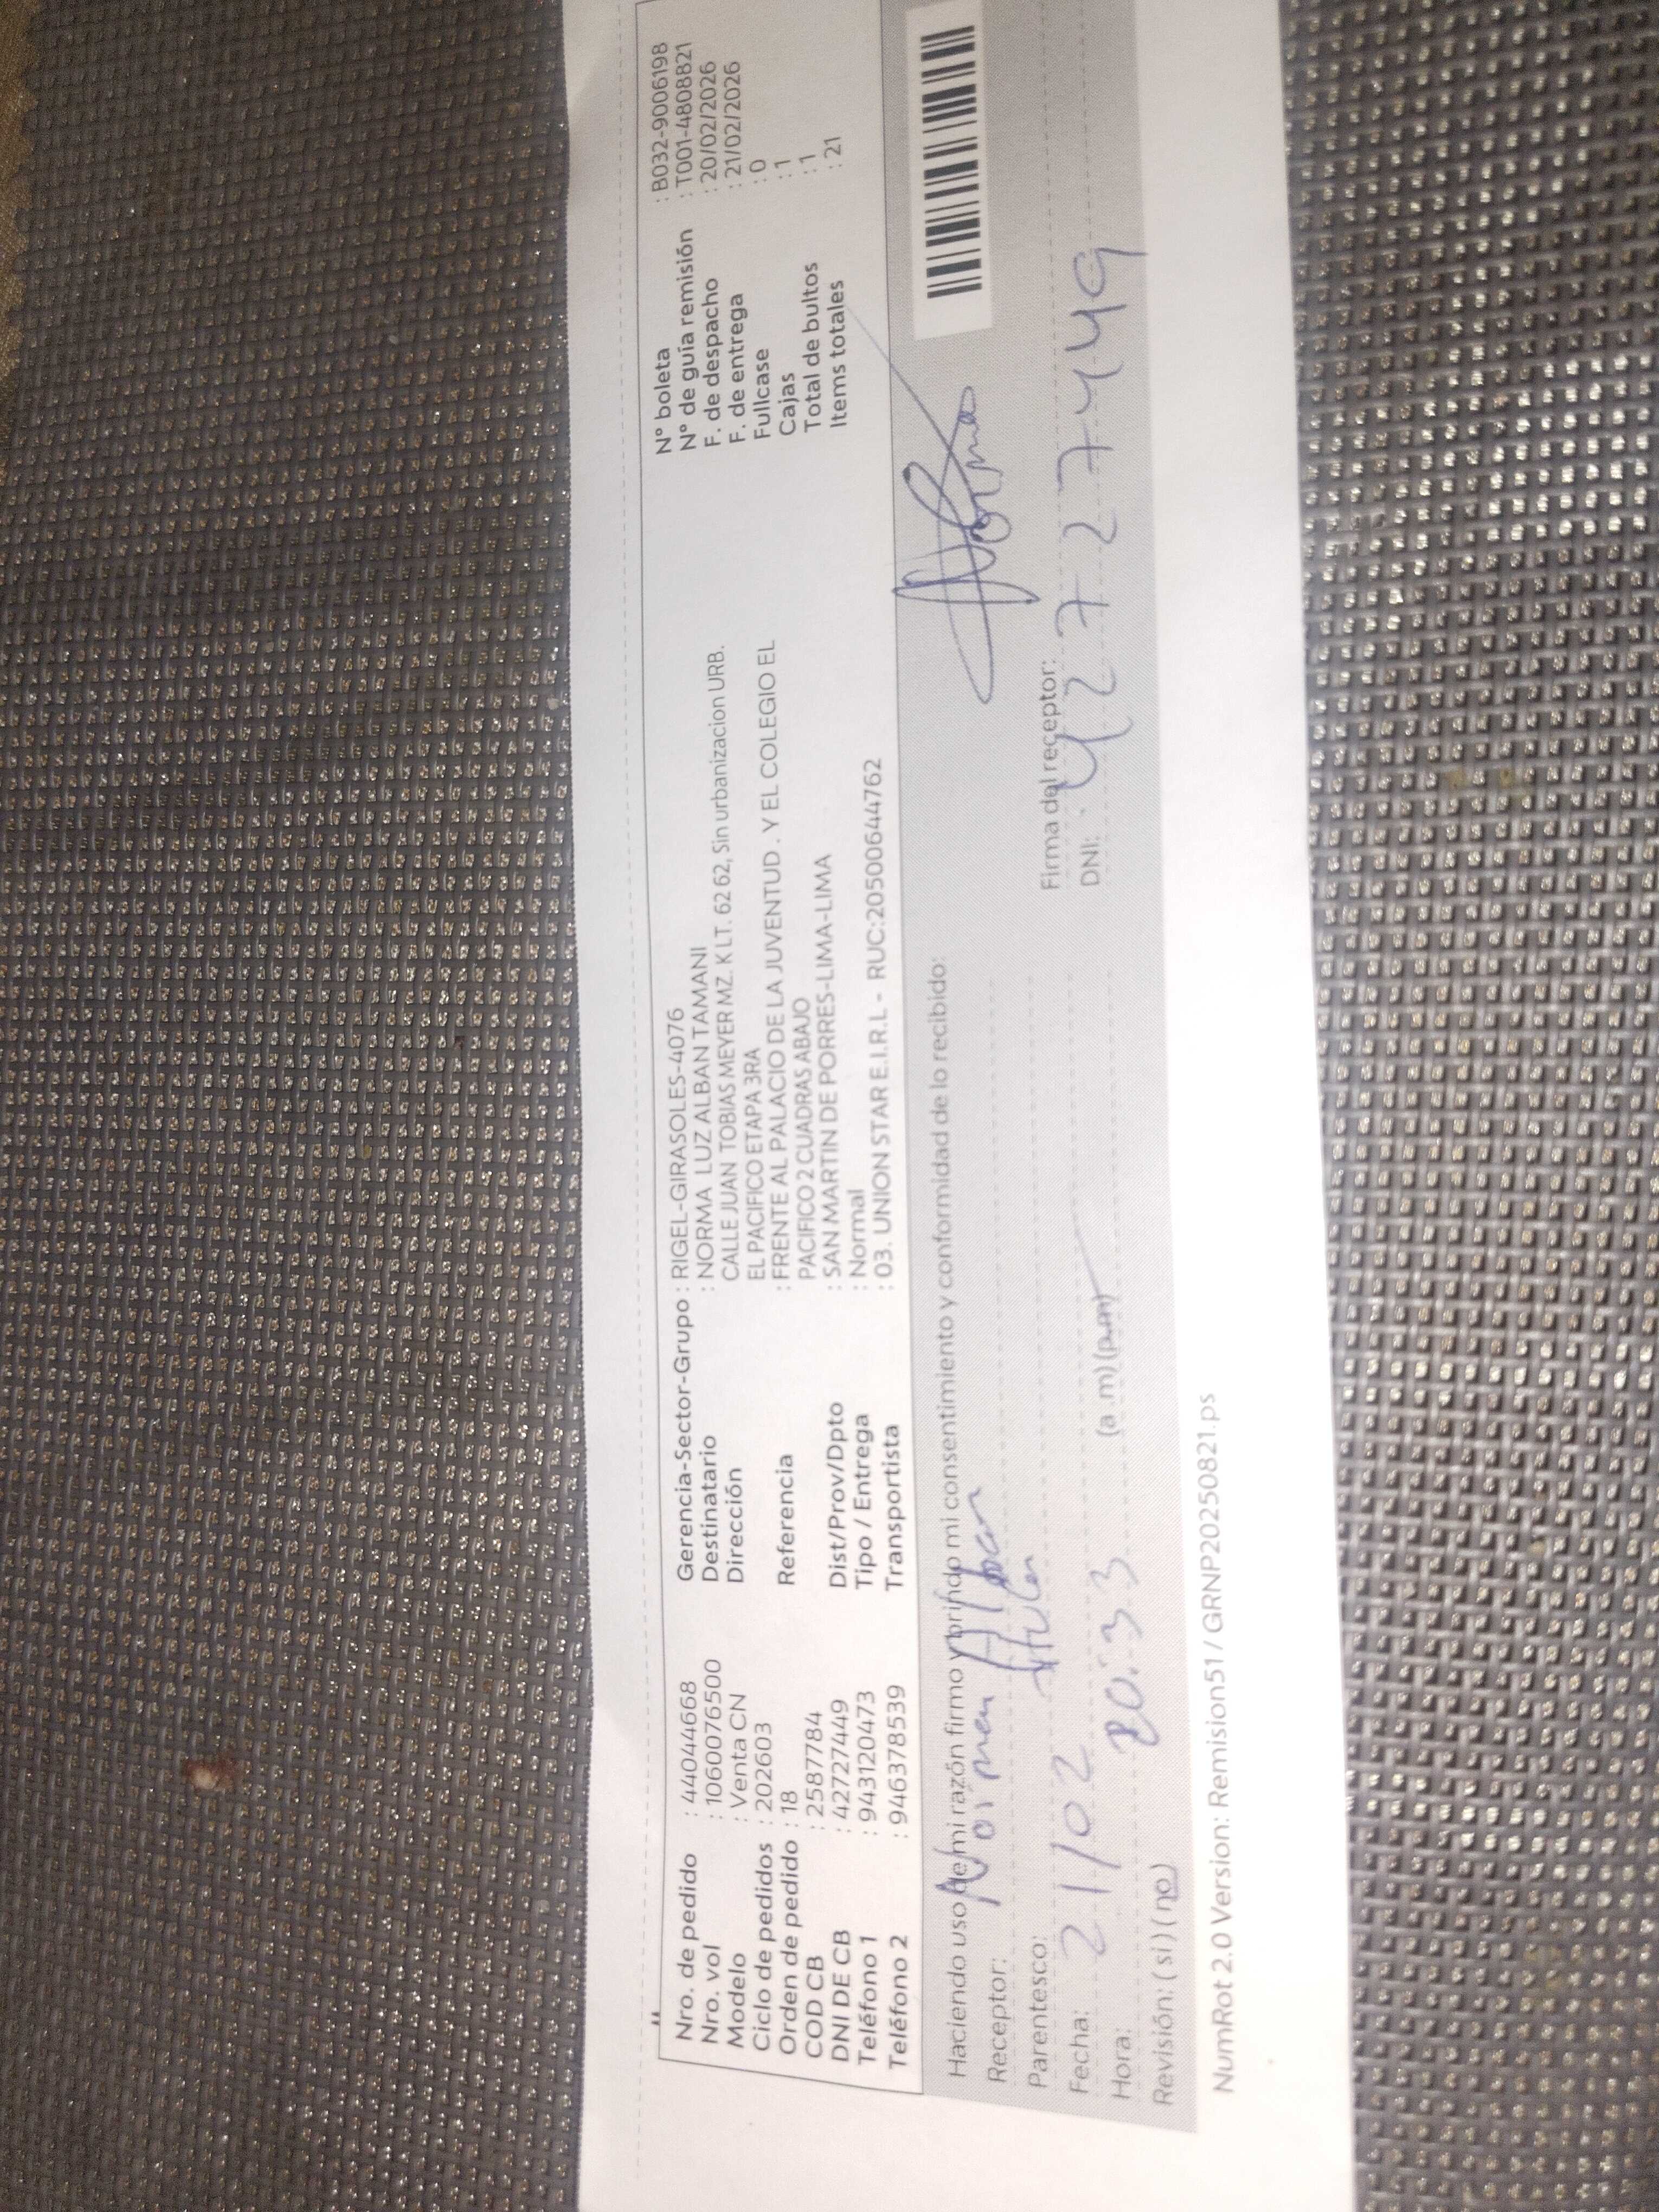 Nro. de pedido : 44044668
Nro. vol : 1060076500
Modelo : Venta CN
Ciclo de pedidos : 202603
Orden de pedido : 18
COD CB : 2587784
DNI DE CB : 42727449
Teléfono 1 : 943120473
Teléfono 2 : 946378539
Gerencia-Sector-Grupo : RIGEL-GIRASOLES-4076
Destinatario : NORMA LUZ ALBAN TAMANI
Dirección CALLE JUAN TOBIAS MEYER MZ. K LT. 62 62, Sin urbanizacion URB.
EL PACIFICO ETAPA 3RA
Referencia : FRENTE AL PALACIO DE LA JUVENTUD . Y EL COLEGIO EL
PACIFICO 2 CUADRAS ABAJO
Dist/Prov/Dpto : SAN MARTIN DE PORRES-LIMA-LIMA
Tipo / Entrega : Normal
Transportista : 03. UNION STAR E.I.R.L - RUC:20500644762
N° boleta : B032-9006198
N° de guía remisión : T001-4808821
F. de despacho : 20/02/2026
F. de entrega : 21/02/2026
Fullcase : 0
Cajas : 1
Total de bultos : 1
Items totales : 21
Haciendo uso de mi razón firmo y brindo mi consentimiento y conformidad de lo recibido:
Receptor: Norma Alban
Parentesco:
Fecha: 21/02
Hora: 20:33 (a.m)(p.m)
Revisión: (si) (no)
Firma del receptor: Norma
DNI: 42727449
NumRot 2.0 Version: Remision51 / GRNP20250821.ps